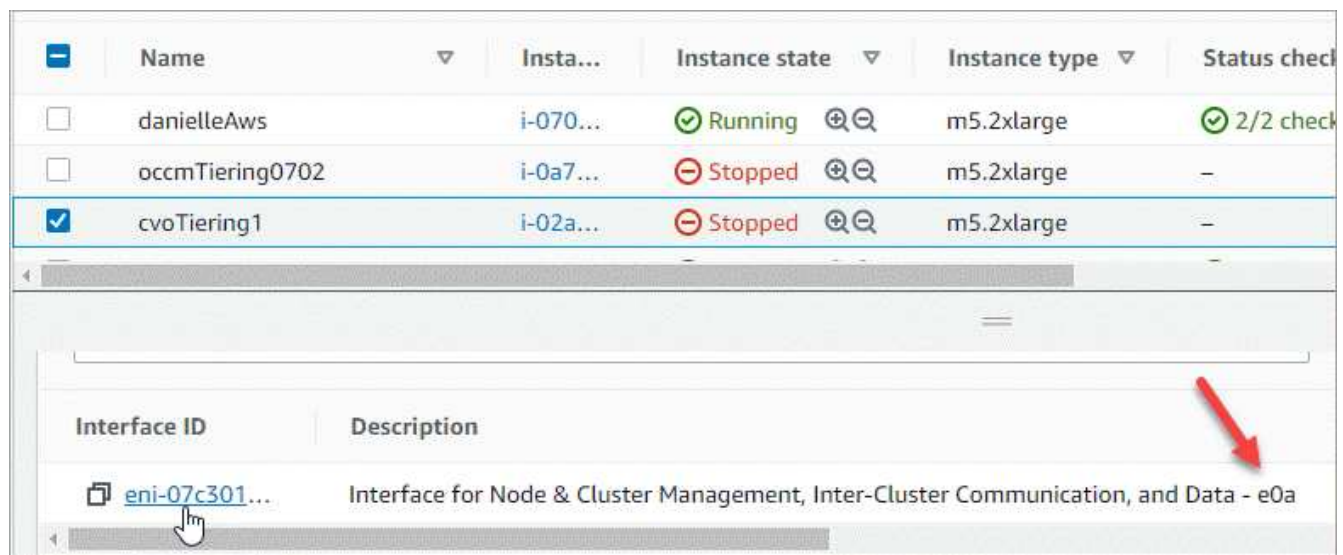 Name Insta... Instance state Instance type Status check
danielleAws i-070... Running m5.2xlarge 2/2 check
occmTiering0702 i-0a7... Stopped m5.2xlarge –
cvoTiering1 i-02a... Stopped m5.2xlarge –
Interface ID Description
eni-07c301... Interface for Node & Cluster Management, Inter-Cluster Communication, and Data - e0a